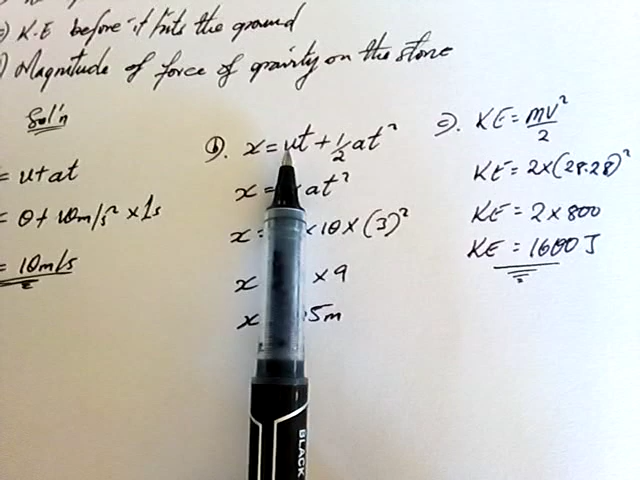 c) K.E before it hits the ground
) Magnitude of force of gravity on the stone
Sol'n
= u+at
= 0+10m/s² ×1s
= 10m/s
b). x=ut+½at²
x= at²
x= ×10×(3)²
x ×9
x 5m
c). KE=mv²/2
KE=2×(28.28)²
KE=2×800
KE=1600J
BLACK